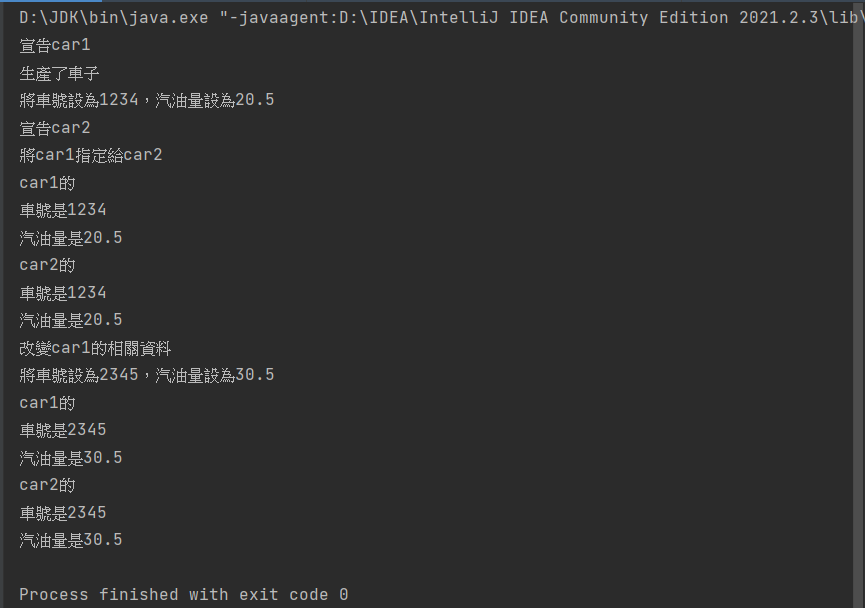 D:\JDK\bin\java.exe "-javaagent:D:\IDEA\IntelliJ IDEA Community Edition 2021.2.3\lib\
宣告car1
生產了車子
將車號設為1234，汽油量設為20.5
宣告car2
將car1指定給car2
car1的
車號是1234
汽油量是20.5
car2的
車號是1234
汽油量是20.5
改變car1的相關資料
將車號設為2345，汽油量設為30.5
car1的
車號是2345
汽油量是30.5
car2的
車號是2345
汽油量是30.5
Process finished with exit code 0